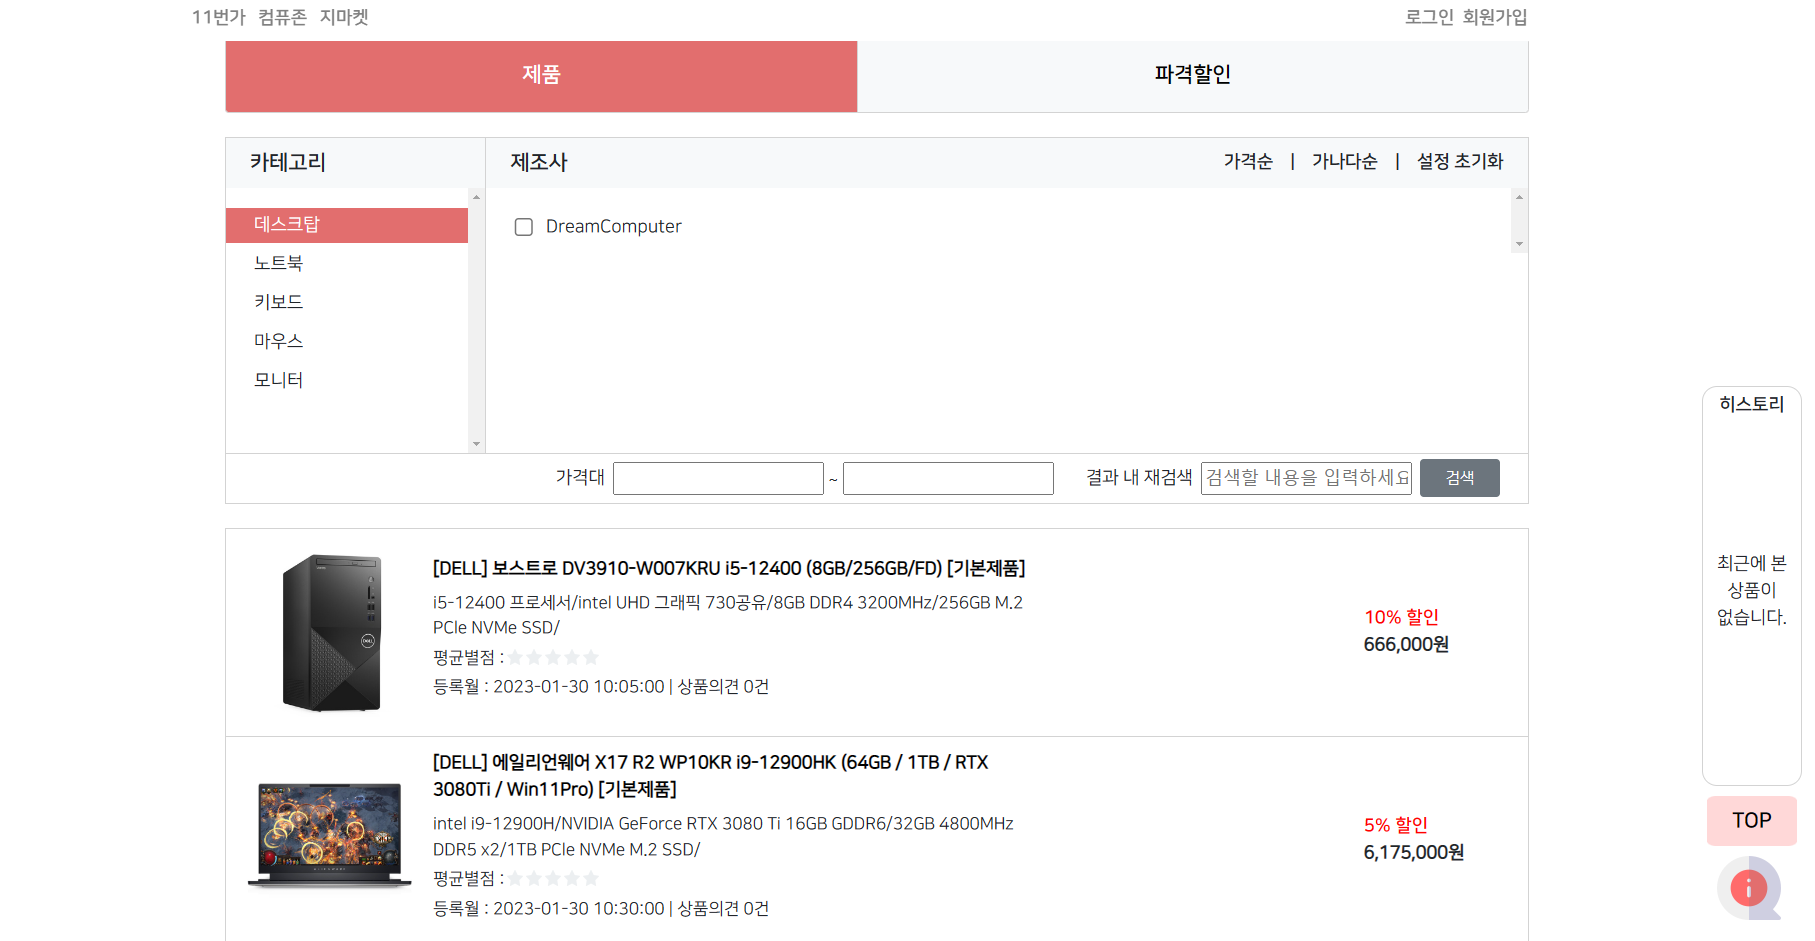 11번가 컴퓨존 지마켓
로그인 회원가입
제품
파격할인
카테고리
제조사
가격순 | 가나다순 | 설정 초기화
데스크탑
노트북
키보드
마우스
모니터
DreamComputer
가격대
~
결과 내 재검색
검색할 내용을 입력하세요
검색
[DELL] 보스트로 DV3910-W007KRU i5-12400 (8GB/256GB/FD) [기본제품]
i5-12400 프로세서/intel UHD 그래픽 730공유/8GB DDR4 3200MHz/256GB M.2
PCle NVMe SSD/
평균별점 :
등록월 : 2023-01-30 10:05:00 | 상품의견 0건
10% 할인
666,000원
[DELL] 에일리언웨어 X17 R2 WP10KR i9-12900HK (64GB / 1TB / RTX
3080Ti / Win11Pro) [기본제품]
intel i9-12900H/NVIDIA GeForce RTX 3080 Ti 16GB GDDR6/32GB 4800MHz
DDR5 x2/1TB PCle NVMe M.2 SSD/
평균별점 :
등록월 : 2023-01-30 10:30:00 | 상품의견 0건
5% 할인
6,175,000원
히스토리
최근에 본
상품이
없습니다.
TOP